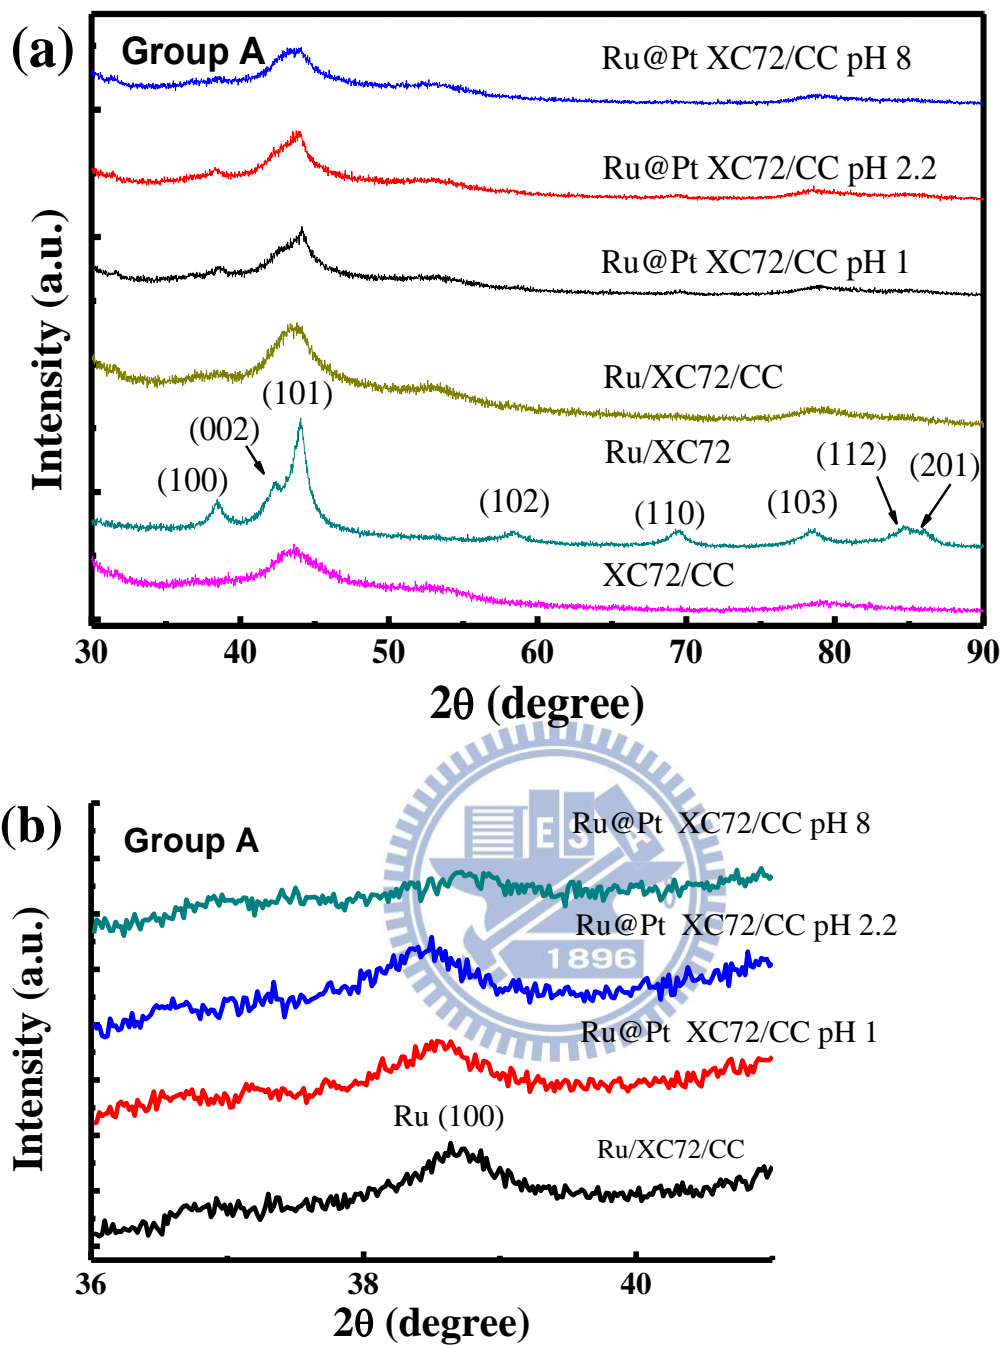 (a)
Group A
Ru@Pt XC72/CC pH 8
Ru@Pt XC72/CC pH 2.2
Ru@Pt XC72/CC pH 1
Ru/XC72/CC
(101)
(002)
(100)
Ru/XC72
(102)
(110)
(103)
(112)
(201)
XC72/CC
Intensity (a.u.)
30 40 50 60 70 80 90
2θ (degree)
(b)
Group A
Ru@Pt XC72/CC pH 8
E S A
Ru@Pt XC72/CC pH 2.2
1896
Ru@Pt XC72/CC pH 1
Ru (100)
Ru/XC72/CC
Intensity (a.u.)
36 38 40
2θ (degree)